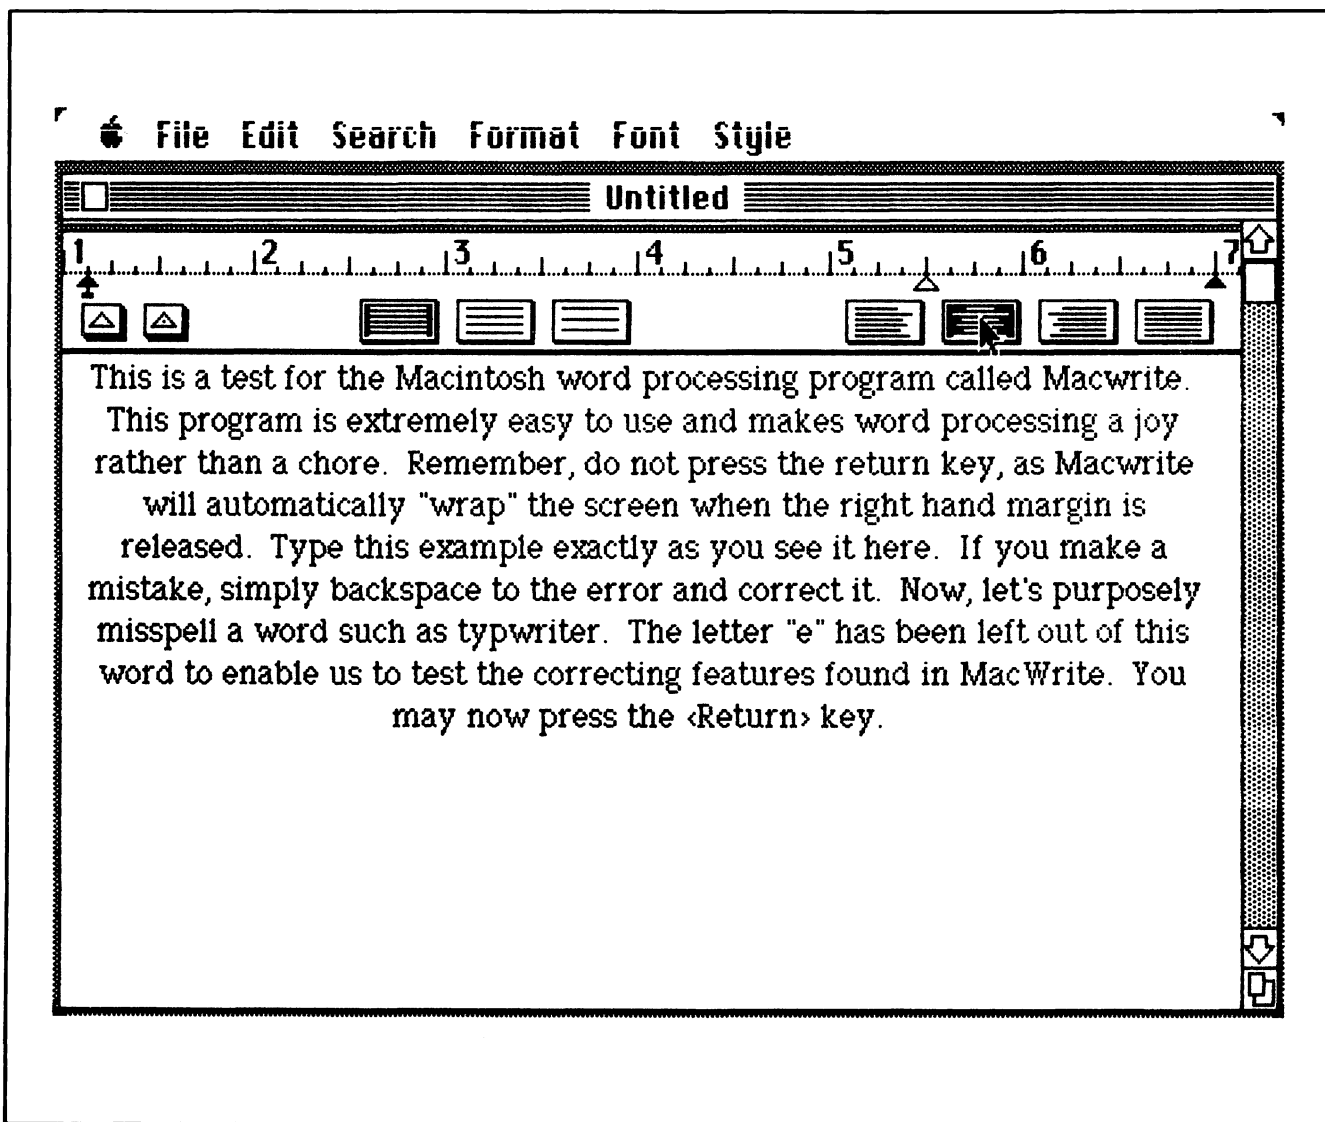 File Edit Search Format Font Style
Untitled
1 2 3 4 5 6 7
This is a test for the Macintosh word processing program called Macwrite.
This program is extremely easy to use and makes word processing a joy
rather than a chore. Remember, do not press the return key, as Macwrite
will automatically "wrap" the screen when the right hand margin is
released. Type this example exactly as you see it here. If you make a
mistake, simply backspace to the error and correct it. Now, let's purposely
misspell a word such as typwriter. The letter "e" has been left out of this
word to enable us to test the correcting features found in MacWrite. You
may now press the ‹Return› key.